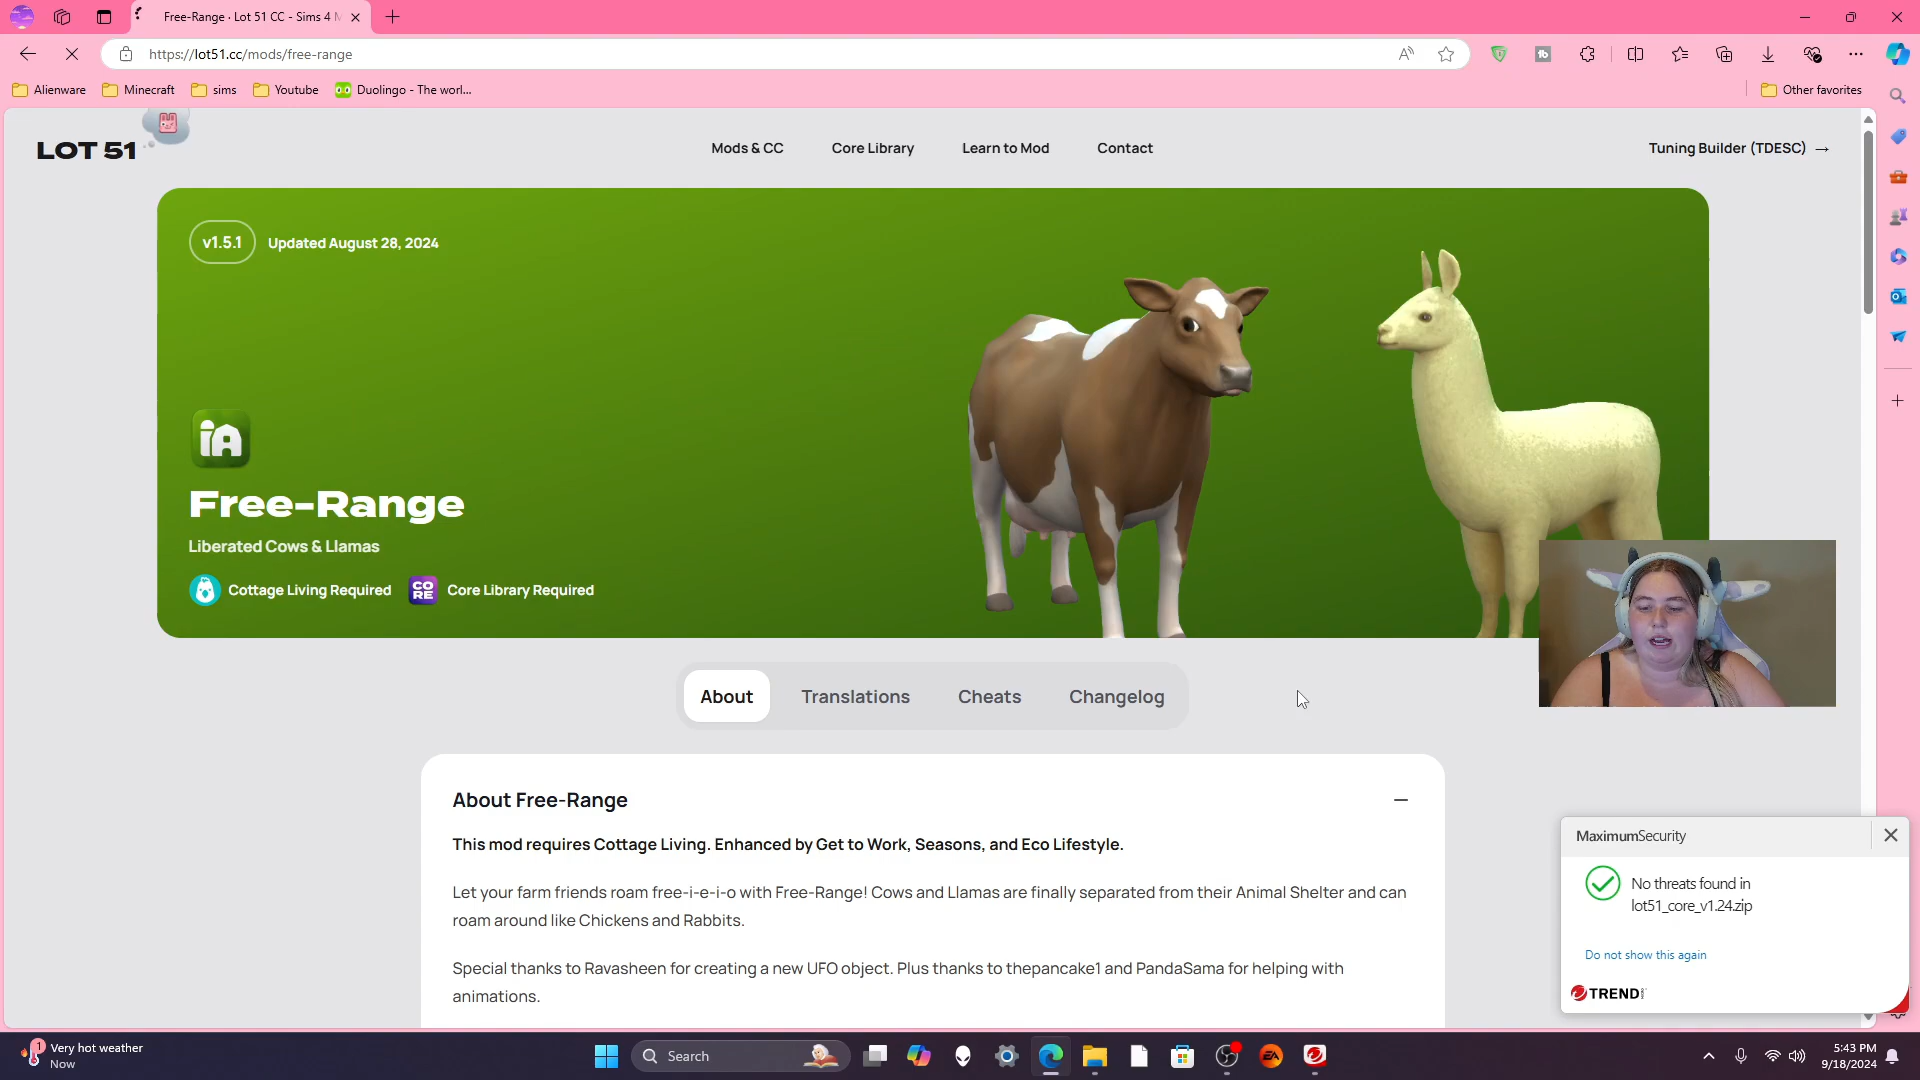 Free-Range · Lot 51 CC - Sims 4 M
https://lot51.cc/mods/free-range
Alienware
Minecraft
sims
Youtube
Duolingo - The worl...
Other favorites
LOT 51
Mods & CC
Core Library
Learn to Mod
Contact
Tuning Builder (TDESC) →
v1.5.1
Updated August 28, 2024
iA
Free-Range
Liberated Cows & Llamas
Cottage Living Required
CO
RE
Core Library Required
About
Translations
Cheats
Changelog
About Free-Range
This mod requires Cottage Living. Enhanced by Get to Work, Seasons, and Eco Lifestyle.
Let your farm friends roam free-i-e-i-o with Free-Range! Cows and Llamas are finally separated from their Animal Shelter and can
roam around like Chickens and Rabbits.
Special thanks to Ravasheen for creating a new UFO object. Plus thanks to thepancake1 and PandaSama for helping with
animations.
MaximumSecurity
No threats found in
lot51_core_v1.24.zip
Do not show this again
TREND
1
Very hot weather
Now
Search
EA
5:43 PM
9/18/2024